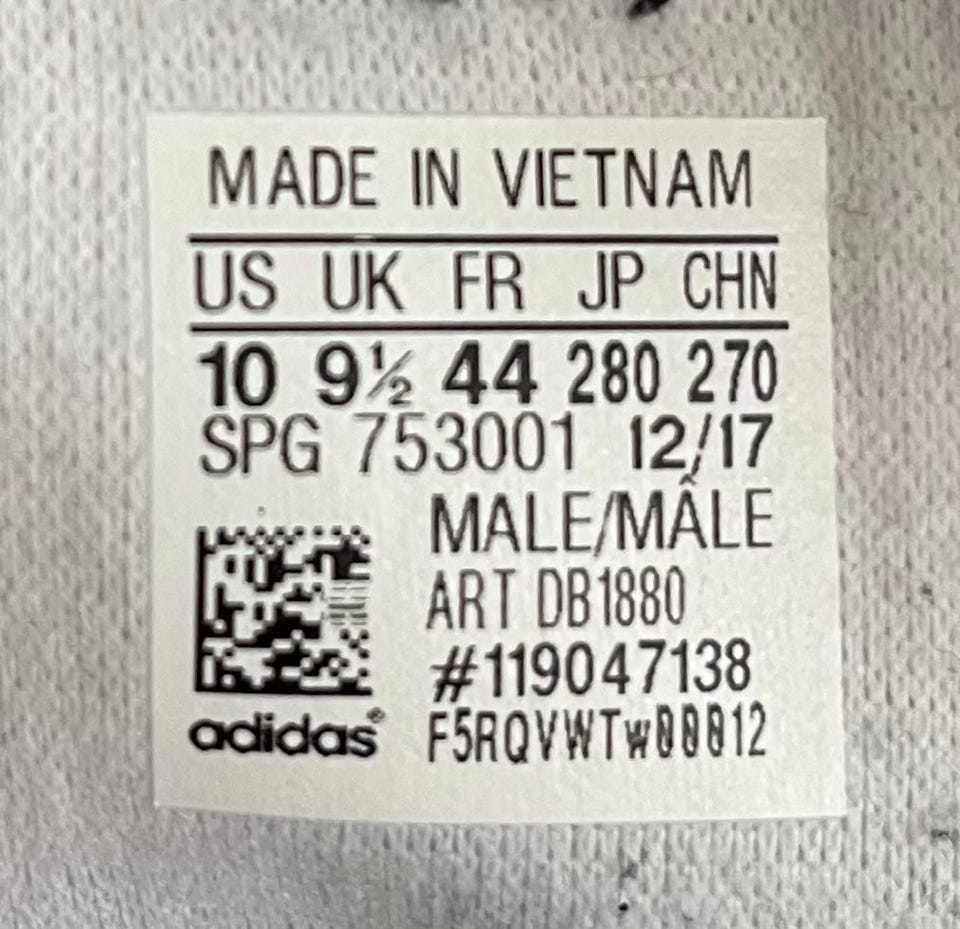 MADE IN VIETNAM
US UK FR JP CHN
10 9½ 44 280 270
SPG 753001 12/17
MALE/MÂLE
ART DB1880
#119047138
adidas® F5RQVWTw00012